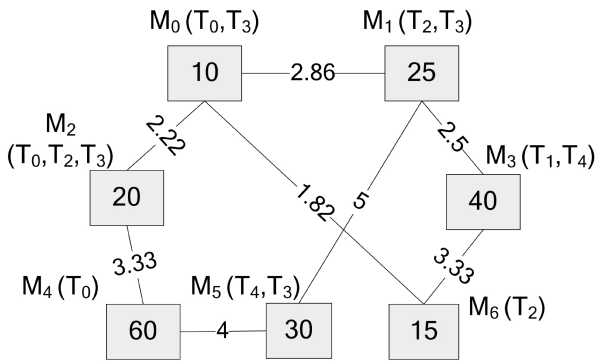 M₀ (T₀,T₃)
M₁ (T₂,T₃)
10
2.86
25
M₂
(T₀,T₂,T₃)
2.22
2.5
M₃ (T₁,T₄)
20
1.82
5
40
3.33
3.33
M₄ (T₀)
M₅ (T₄,T₃)
M₆ (T₂)
60
4
30
15